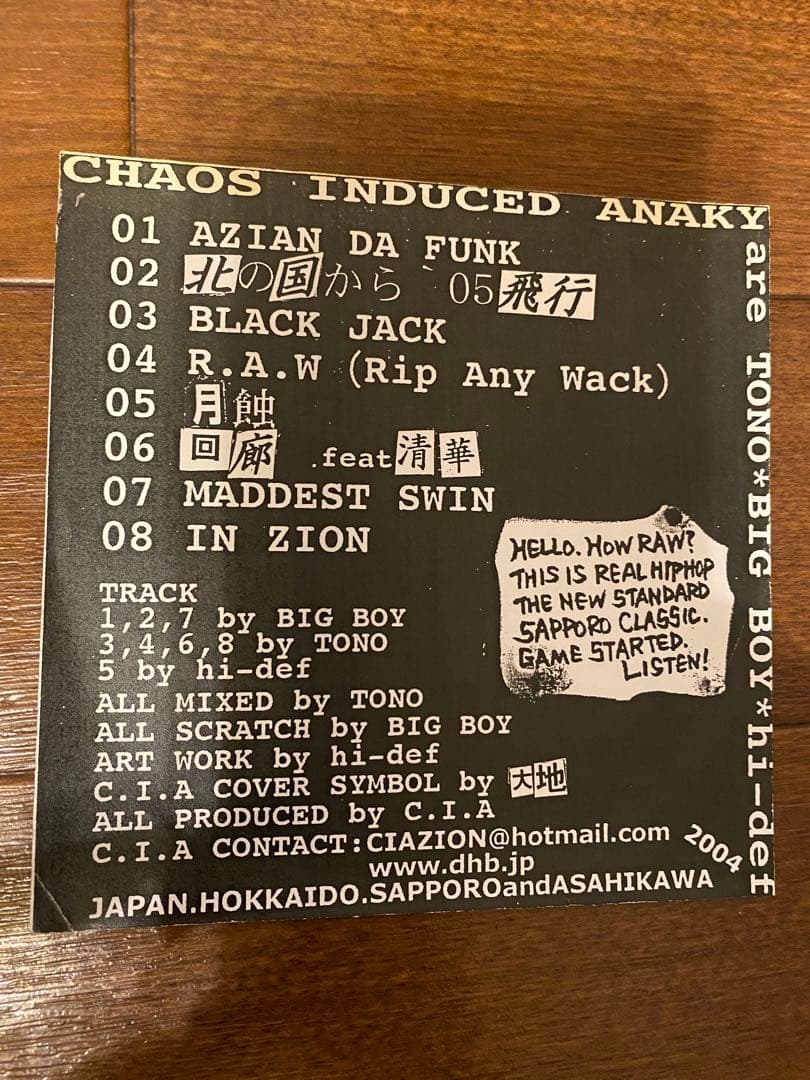 CHAOS INDUCED ANAKY
are TONO*BIG BOY*hi-def
01 AZIAN DA FUNK
02 北の国から`05飛行
03 BLACK JACK
04 R.A.W (Rip Any Wack)
05 月蝕
06 回廊 .feat清華
07 MADDEST SWIN
08 IN ZION
HELLO. HOW RAW?
THIS IS REAL HIPHOP
THE NEW STANDARD
SAPPORO CLASSIC.
GAME STARTED.
LISTEN!
TRACK
1,2,7 by BIG BOY
3,4,6,8 by TONO
5 by hi-def
ALL MIXED by TONO
ALL SCRATCH by BIG BOY
ART WORK by hi-def
C.I.A COVER SYMBOL by 大地
ALL PRODUCED by C.I.A
C.I.A CONTACT:CIAZION@hotmail.com
www.dhb.jp
2004
JAPAN.HOKKAIDO.SAPPOROandASAHIKAWA